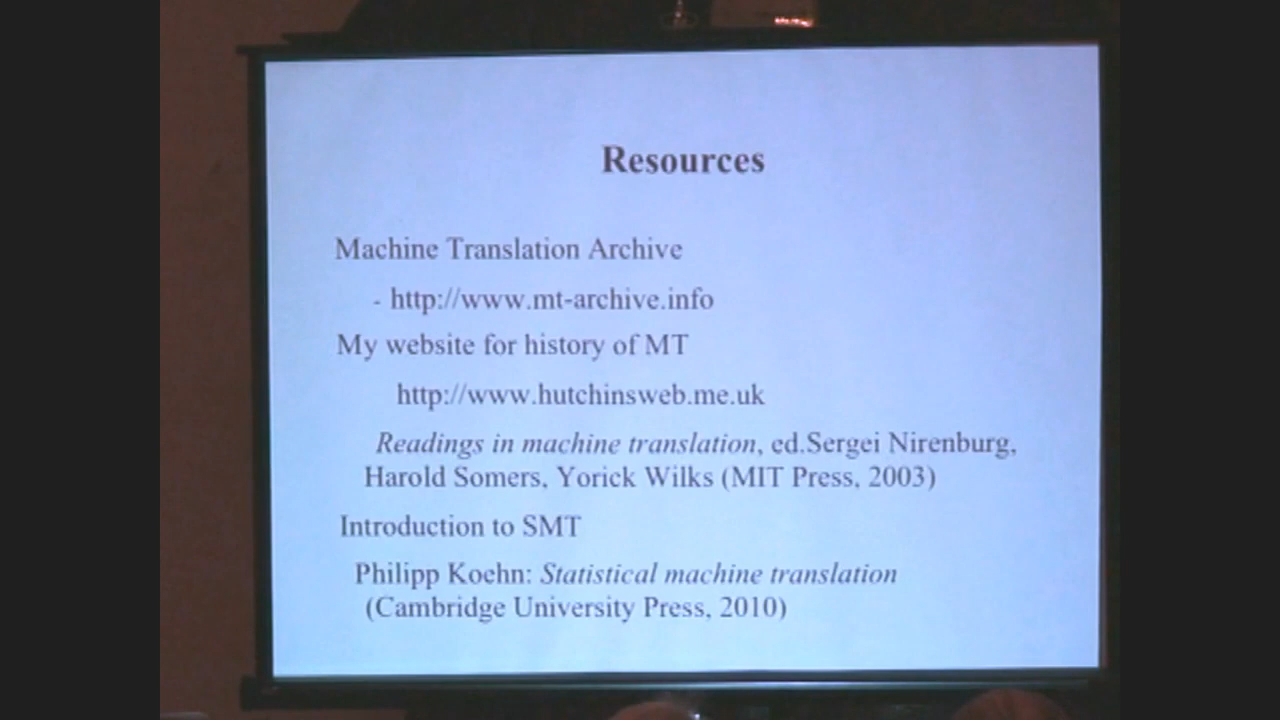 Resources
Machine Translation Archive
- http://www.mt-archive.info
My website for history of MT
http://www.hutchinsweb.me.uk
Readings in machine translation, ed.Sergei Nirenburg,
Harold Somers, Yorick Wilks (MIT Press, 2003)
Introduction to SMT
Philipp Koehn: Statistical machine translation
(Cambridge University Press, 2010)